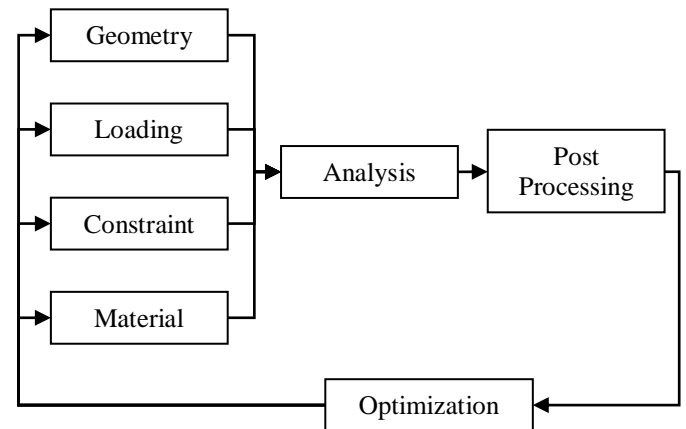 Geometry
Loading
Constraint
Material
Analysis
Post
Processing
Optimization